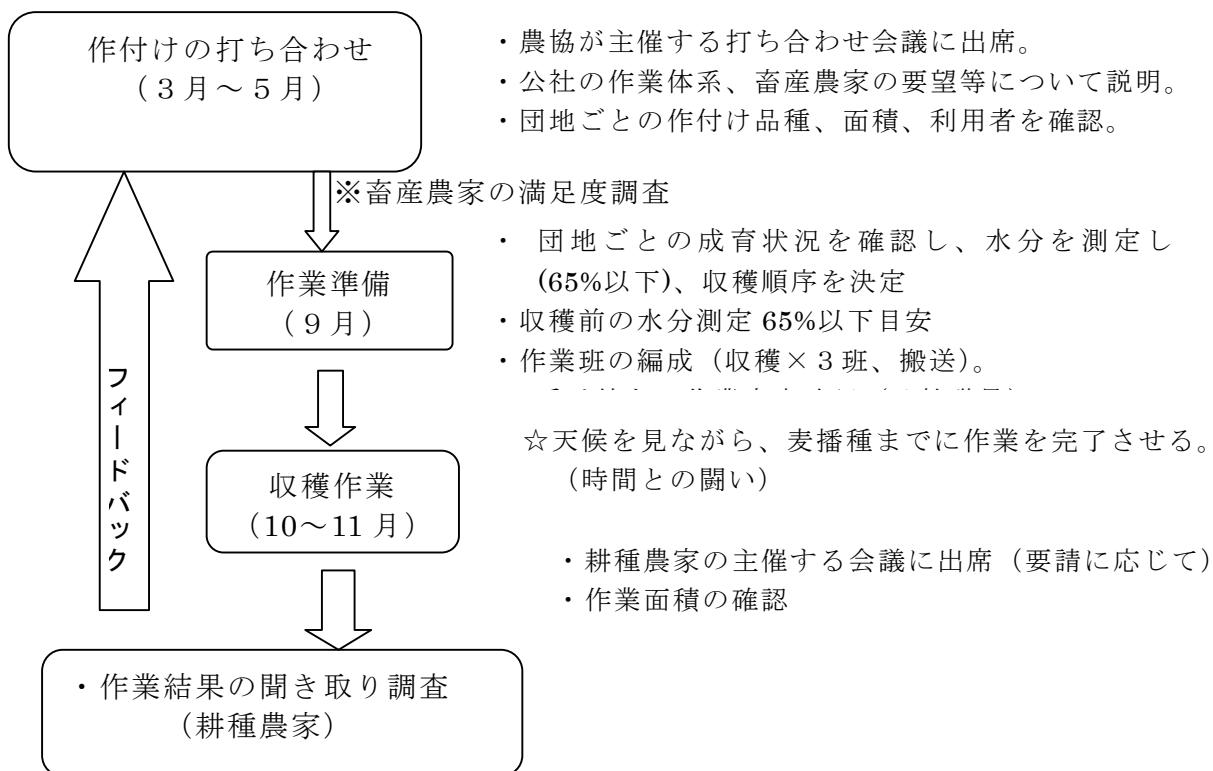 作付けの打ち合わせ
(3月～5月)
・農協が主催する打ち合わせ会議に出席。
・公社の作業体系、畜産農家の要望等について説明。
・団地ごとの作付け品種、面積、利用者を確認。
※畜産農家の満足度調査
作業準備
(9月)
・ 団地ごとの成育状況を確認し、水分を測定し
(65%以下)、収穫順序を決定
・収穫前の水分測定 65%以下目安
・作業班の編成（収穫×3班、搬送）。
フィードバック
収穫作業
(10～11月)
☆天候を見ながら、麦播種までに作業を完了させる。
（時間との闘い）
・耕種農家の主催する会議に出席（要請に応じて）
・作業面積の確認
・作業結果の聞き取り調査
(耕種農家)